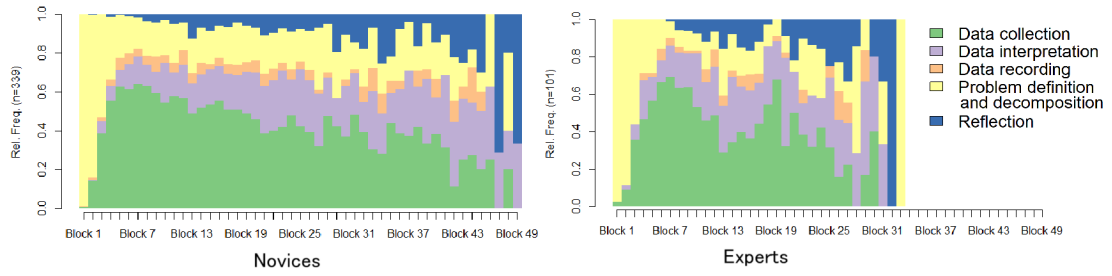 Rel. Freq. (n=339)
0.0
0.2
0.4
0.6
0.8
1.0
Block 1
Block 7
Block 13
Block 19
Block 25
Block 31
Block 37
Block 43
Block 49
Novices
Rel. Freq. (n=101)
0.0
0.2
0.4
0.6
0.8
1.0
Block 1
Block 7
Block 13
Block 19
Block 25
Block 31
Block 37
Block 43
Block 49
Experts
Data collection
Data interpretation
Data recording
Problem definition
and decomposition
Reflection